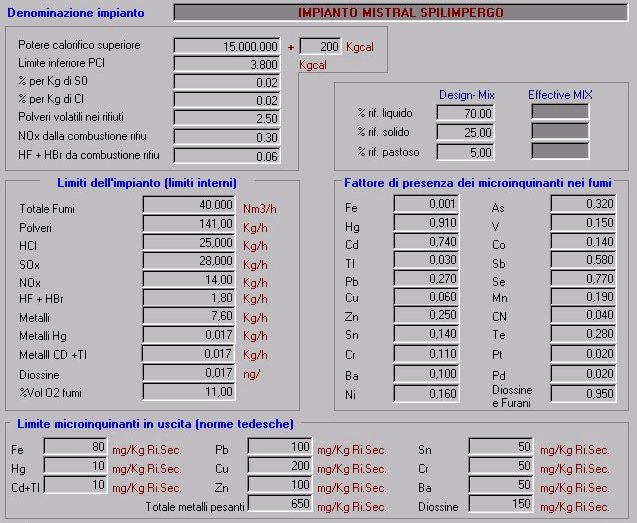 Denominazione impianto IMPIANTO MISTRAL SPILIMPERGO
Potere calorifico superiore 15.000.000 + 200 Kgcal
Limite inferiore PCI 3.800 Kgcal
% per Kg di SO 0.02
% per Kg di Cl 0.02
Polveri volatili nei rifiuti 2.50
NOx dalla combustione rifiu 0.30
HF + HBr da combustione rifiu 0.06
Design- Mix Effective MIX
% rif. liquido 70.00
% rif. solido 25,00
% rif. pastoso 5,00
Limiti dell'impianto (limiti interni)
Totale Fumi 40.000 Nm3/h
Polveri 141,00 Kg/h
HCl 25,000 Kg/h
SOx 28,000 Kg/h
NOx 14,00 Kg/h
HF + HBr 1,80 Kg/h
Metalli 7,60 Kg/h
Metalli Hg 0,017 Kg/h
Metalll CD +Tl 0,017 Kg/h
Diossine 0,017 ng/
%Vol O2 fumi 11,00
Fattore di presenza dei microinquinanti nei fumi
Fe 0,001 As 0,320
Hg 0,910 V 0,150
Cd 0,740 Co 0,140
Tl 0,030 Sb 0,580
Pb 0,270 Se 0,770
Cu 0,060 Mn 0,190
Zn 0,250 CN 0,040
Sn 0,140 Te 0,280
Cr 0,110 Pt 0,020
Ba 0,100 Pd 0,020
Ni 0,160 Diossine e Furani 0,950
Limite microinquinanti in uscita (norme tedesche)
Fe 80 mg/Kg Ri.Sec. Pb 100 mg/Kg Ri.Sec. Sn 50 mg/Kg Ri.Sec.
Hg 10 mg/Kg Ri.Sec. Cu 200 mg/Kg Ri.Sec. Cr 50 mg/Kg Ri.Sec.
Cd+Tl 10 mg/Kg Ri.Sec. Zn 100 mg/Kg Ri.Sec. Ba 50 mg/Kg Ri.Sec.
Totale metalli pesanti 650 mg/Kg Ri.Sec. Diossine 150 mg/Kg Ri.Sec.